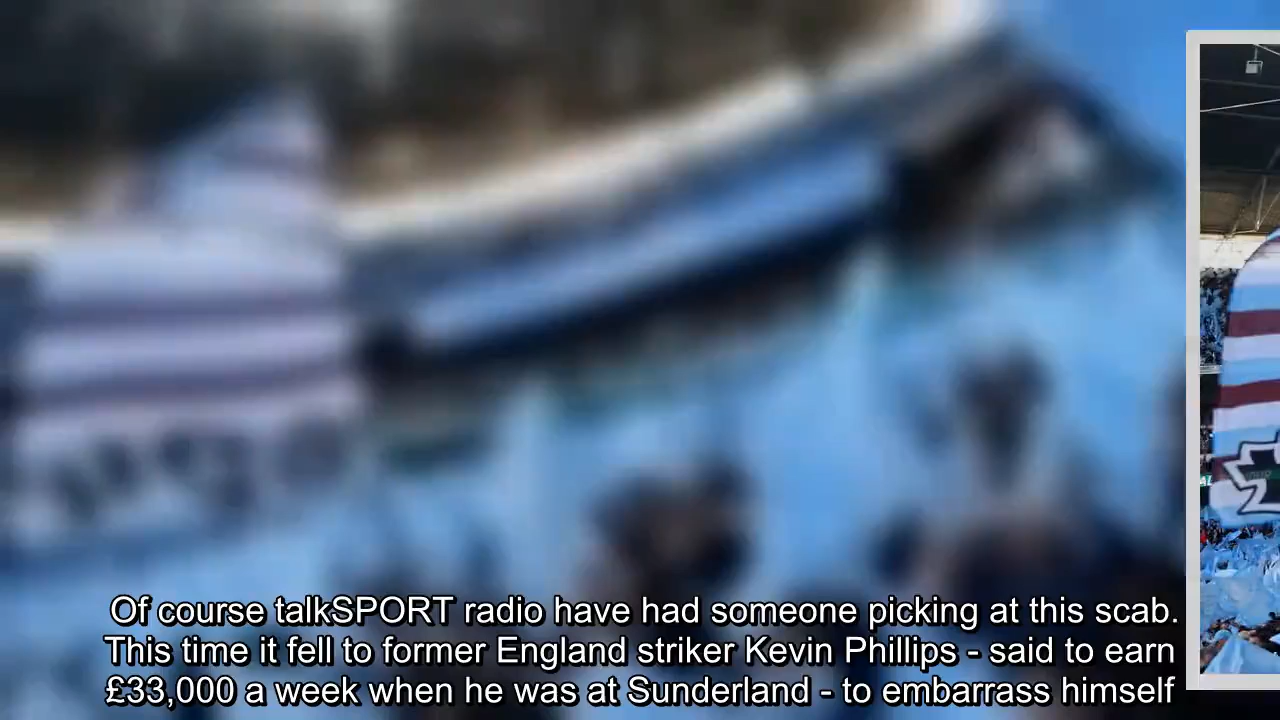 Of course talkSPORT radio have had someone picking at this scab.
This time it fell to former England striker Kevin Phillips - said to earn
£33,000 a week when he was at Sunderland - to embarrass himself